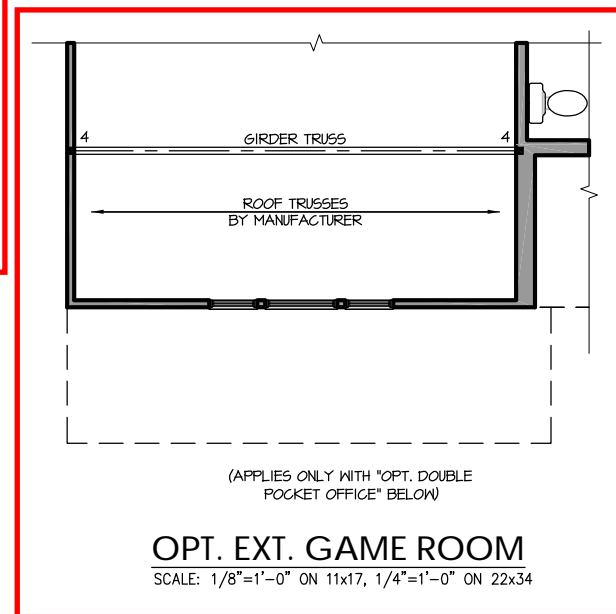 4 GIRDER TRUSS 4
ROOF TRUSSES
BY MANUFACTURER
(APPLIES ONLY WITH "OPT. DOUBLE
POCKET OFFICE" BELOW)
OPT. EXT. GAME ROOM
SCALE: 1/8"=1'-0" ON 11x17, 1/4"=1'-0" ON 22x34